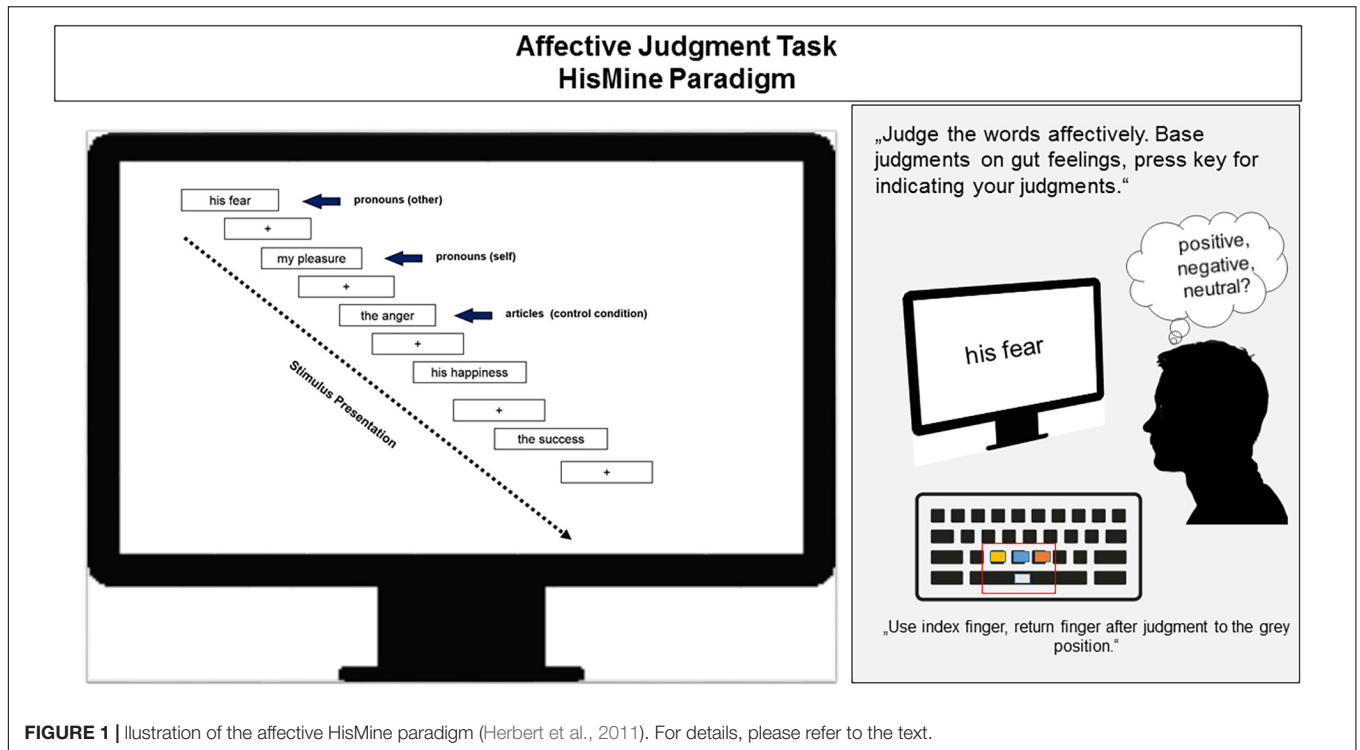 Affective Judgment Task
HisMine Paradigm
his fear
pronouns (other)
+
my pleasure
pronouns (self)
+
the anger
articles (control condition)
+
his happiness
+
the success
+
Stimulus Presentation
„Judge the words affectively. Base
judgments on gut feelings, press key for
indicating your judgments.“
positive,
negative,
neutral?
his fear
„Use index finger, return finger after judgment to the grey
position.“
FIGURE 1 | Ilustration of the affective HisMine paradigm (Herbert et al., 2011). For details, please refer to the text.